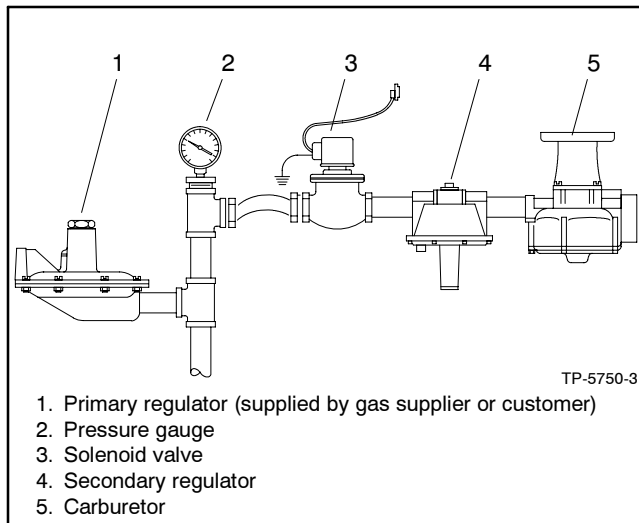 1 2 3 4 5
TP-5750-3
1. Primary regulator (supplied by gas supplier or customer)
2. Pressure gauge
3. Solenoid valve
4. Secondary regulator
5. Carburetor